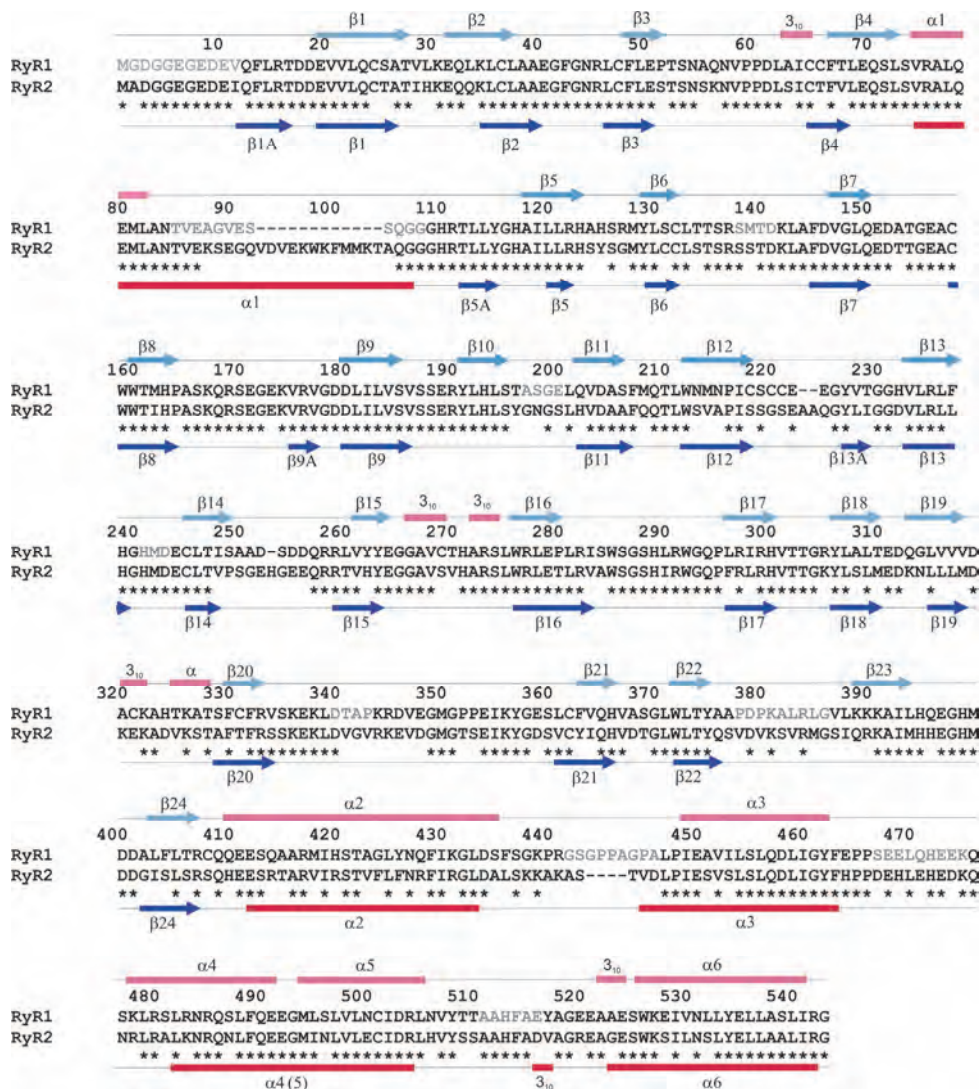 β1 β2 β3 3₁₀ β4 α1
10 20 30 40 50 60 70
RyR1 MGDGGEGEDEVQFLRTDDEVVLQCSATVLKEQLKLCLAAEGFGNRLCFLEPTSNAQNVPPDLAICCFTLEQSLSVRALQ
RyR2 MADGGEGEDEIQFLRTDDEVVLQCTATIHKEQQKLCLAAEGFGNRLCFLESTSNSKNVPPDLSICTFVLEQSLSVRALQ
β1A β1 β2 β3 β4
β5 β6 β7
80 90 100 110 120 130 140 150
RyR1 EMLANTVEAGVES------------SQGGGHRTLLYGHAILLRHAHSRMYLSCLTTSRSMTDKLAFDVGLQEDATGEAC
RyR2 EMLANTVEKSEGQVDVEKWKFMMKTAQGGGHRTLLYGHAILLRHSYSGMYLCCLSTSRSSTDKLAFDVGLQEDTTGEAC
α1 β5A β5 β6 β7
β8 β9 β10 β11 β12 β13
160 170 180 190 200 210 220 230
RyR1 WWTMHPASKQRSEGEKVRVGDDLILVSVSSERYLHLSTASGELQVDASFMQTLWNMNPICSCCE--EGYVTGGHVLRLF
RyR2 WWTIHPASKQRSEGEKVRVGDDLILVSVSSERYLHLSYGNGSLHVDAAFQQTLWSVAPISSGSEAAQGYLIGGDVLRLL
β8 β9A β9 β11 β12 β13A β13
β14 β15 3₁₀ 3₁₀ β16 β17 β18 β19
240 250 260 270 280 290 300 310
RyR1 HGHMDECLTISAAD-SDDQRRLVYYEGGAVCTHARSLWRLEPLRISWSGSHLRWGQPLRIRHVTTGRYLALTEDQGLVVVD
RyR2 HGHMDECLTVPSGEHGEEQRRTVHYEGGAVSVHARSLWRLETLRVAWSGSHIRWGQPFRLRHVTTGKYLSLMEDKNLLLMD
β14 β15 β16 β17 β18 β19
3₁₀ α β20 β21 β22 β23
320 330 340 350 360 370 380 390
RyR1 ACKAHTKATSFCFRVSKEKLDTAPKRDVEGMGPPEIKYGESLCFVQHVASGLWLTYAAPDPKALRLGVLKKKAILHQEGHM
RyR2 KEKADVKSTAFTFRSSKEKLDVGVRKEVDGMGTSEIKYGDSVCYIQHVDTGLWLTYQSVDVKSVRMGSIQRKAIMHHEGHM
β20 β21 β22
β24 α2 α3
400 410 420 430 440 450 460 470
RyR1 DDALFLTRCQQEESQAARMIHSTAGLYNQFIKGLDSFSGKPRGSGPPAGPALPIEAVILSLQDLIGYFEPPSEELQHEEKQ
RyR2 DDGISLSRSQHEESRTARVIRSTVFLFNRFIRGLDALSKKAKAS----TVDLPIESVSLSLQDLIGYFHPPDEHLEHEDKQ
β24 α2 α3
α4 α5 3₁₀ α6
480 490 500 510 520 530 540
RyR1 SKLRSLRNRQSLFQEEGMLSLVLNCIDRLNVYTTAAHFAEYAGEEAAESWKEIVNLLYELLASLIRG
RyR2 NRLRALKNRQNLFQEEGMINLVLECIDRLHVYSSAAHFADVAGREAGESWKSILNSLYELLAALIRG
α4 (5) 3₁₀ α6